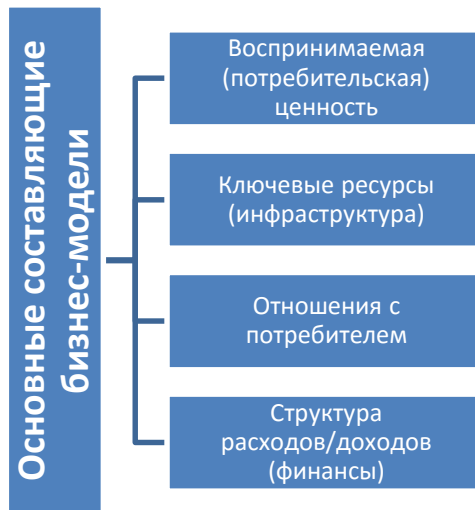 Основные составляющие
бизнес-модели
Воспринимаемая
(потребительская)
ценность
Ключевые ресурсы
(инфраструктура)
Отношения с
потребителем
Структура
расходов/доходов
(финансы)